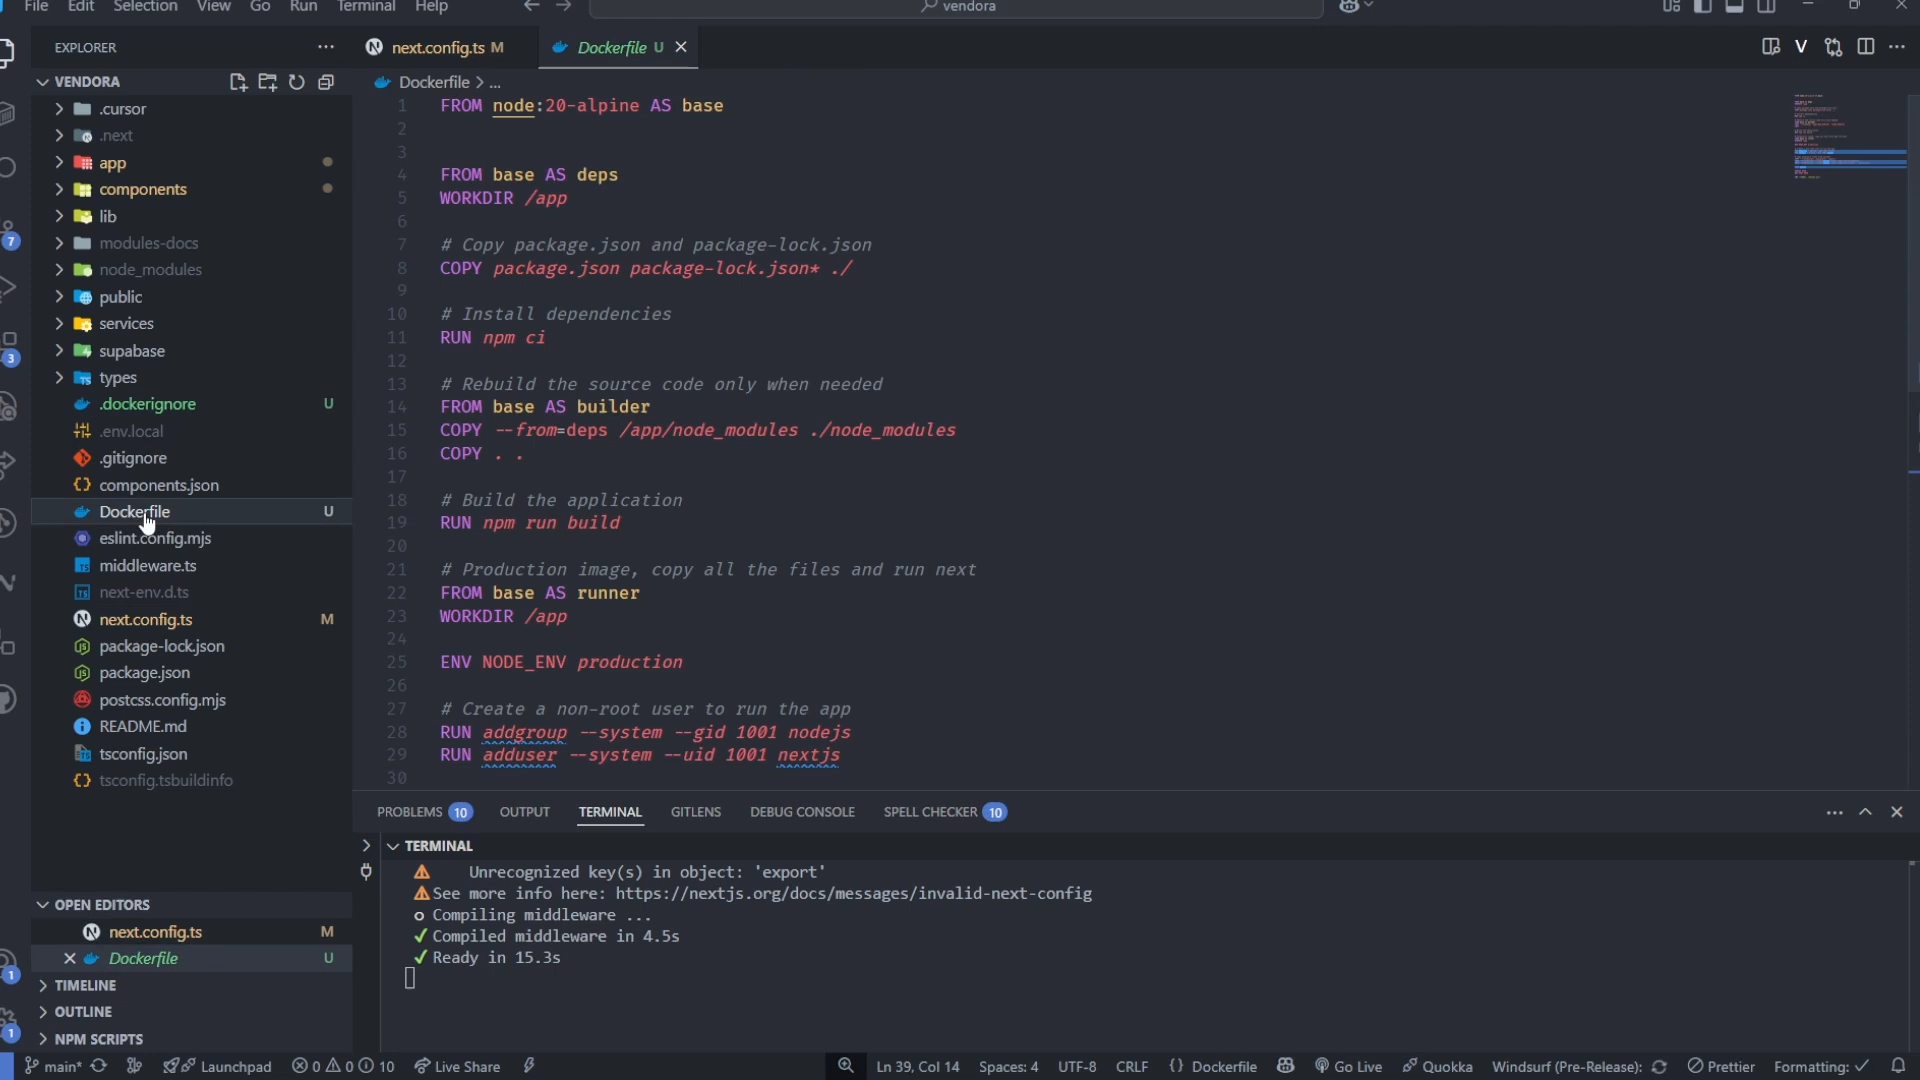 File Edit Selection View Go Run Terminal Help
vendora
EXPLORER
next.config.ts M
Dockerfile U
V
VENDORA
Dockerfile > ...
.cursor
.next
app
components
lib
modules-docs
node_modules
public
services
supabase
types
.dockerignore U
.env.local
.gitignore
components.json
Dockerfile U
eslint.config.mjs
middleware.ts
next-env.d.ts
next.config.ts M
package-lock.json
package.json
postcss.config.mjs
README.md
tsconfig.json
tsconfig.tsbuildinfo
7
3
1
1
OPEN EDITORS
next.config.ts M
Dockerfile U
TIMELINE
OUTLINE
NPM SCRIPTS
1 FROM node:20-alpine AS base
2
3
4 FROM base AS deps
5 WORKDIR /app
6
7 # Copy package.json and package-lock.json
8 COPY package.json package-lock.json* ./
9
10 # Install dependencies
11 RUN npm ci
12
13 # Rebuild the source code only when needed
14 FROM base AS builder
15 COPY --from=deps /app/node_modules ./node_modules
16 COPY . .
17
18 # Build the application
19 RUN npm run build
20
21 # Production image, copy all the files and run next
22 FROM base AS runner
23 WORKDIR /app
24
25 ENV NODE_ENV production
26
27 # Create a non-root user to run the app
28 RUN addgroup --system --gid 1001 nodejs
29 RUN adduser --system --uid 1001 nextjs
30
PROBLEMS 10 OUTPUT TERMINAL GITLENS DEBUG CONSOLE SPELL CHECKER 10
TERMINAL
Unrecognized key(s) in object: 'export'
See more info here: https://nextjs.org/docs/messages/invalid-next-config
Compiling middleware ...
✓ Compiled middleware in 4.5s
✓ Ready in 15.3s
main* Launchpad 0 0 10 Live Share Ln 39, Col 14 Spaces: 4 UTF-8 CRLF {} Dockerfile Go Live Quokka Windsurf (Pre-Release): Prettier Formatting: ✓